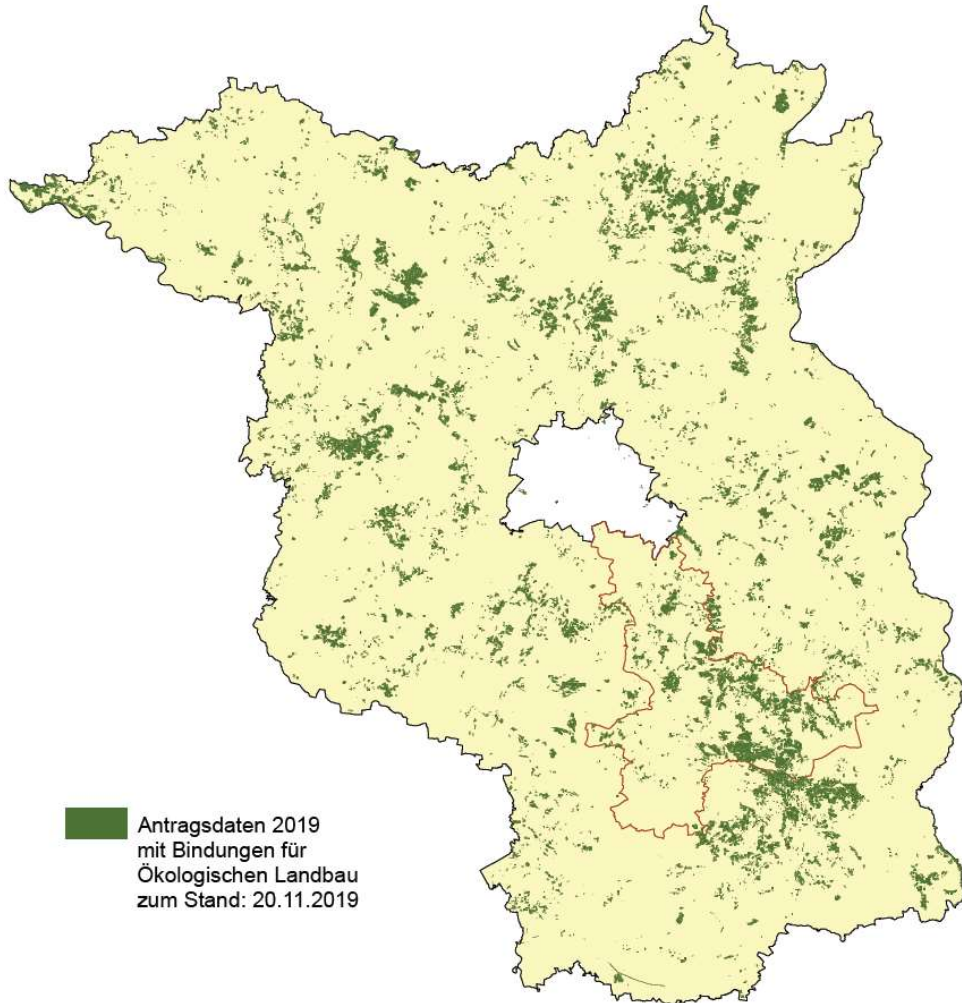 Antragsdaten 2019
mit Bindungen für
Ökologischen Landbau
zum Stand: 20.11.2019